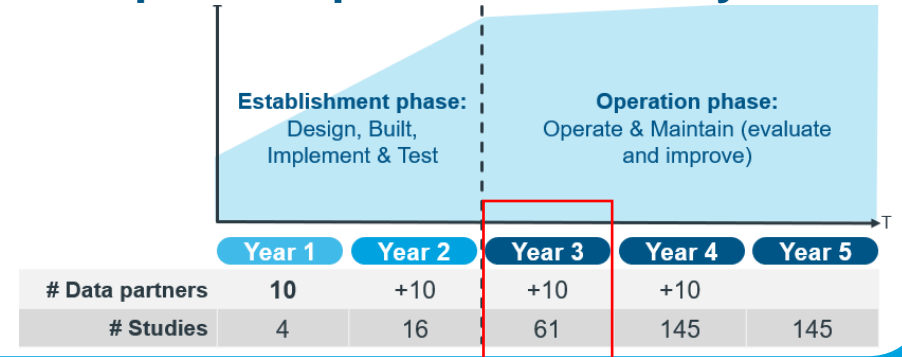 T
Establishment phase:
Design, Built,
Implement & Test
Operation phase:
Operate & Maintain (evaluate
and improve)
T
Year 1 Year 2 Year 3 Year 4 Year 5
# Data partners 10 +10 +10 +10
# Studies 4 16 61 145 145